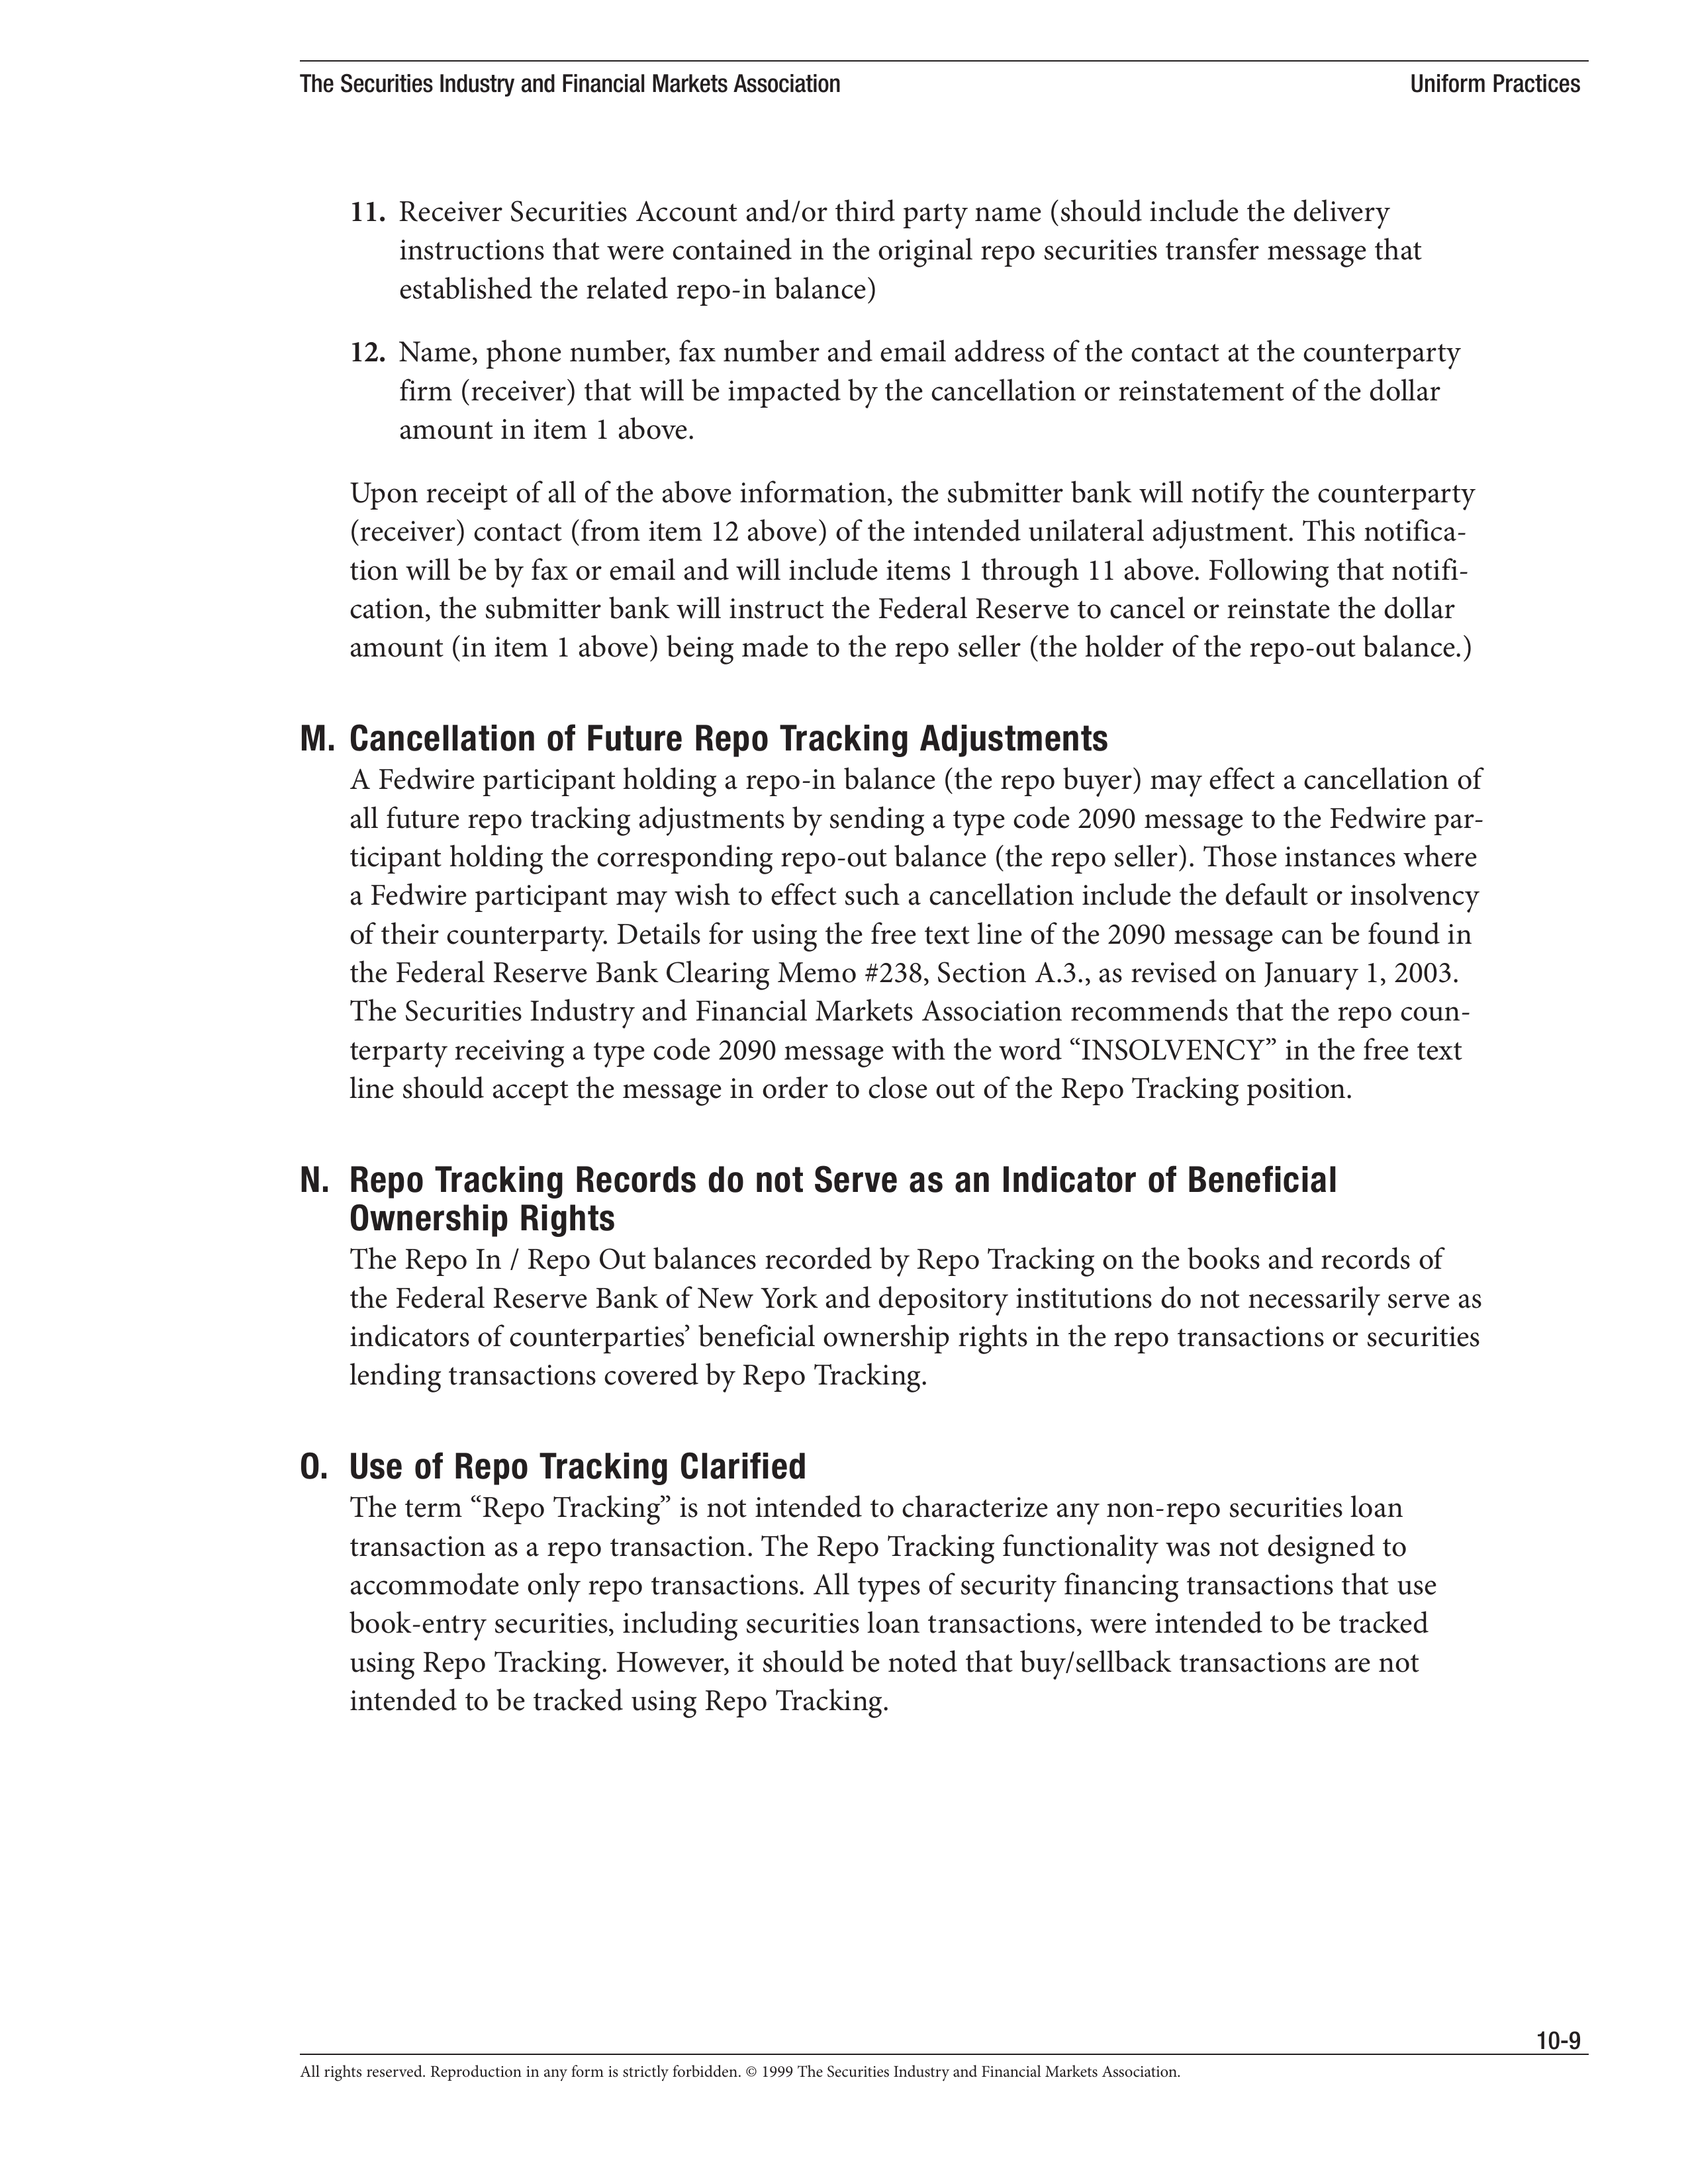 The Securities Industry and Financial Markets Association Uniform Practices
11. Receiver Securities Account and/or third party name (should include the delivery
instructions that were contained in the original repo securities transfer message that
established the related repo-in balance)
12. Name, phone number, fax number and email address of the contact at the counterparty
firm (receiver) that will be impacted by the cancellation or reinstatement of the dollar
amount in item 1 above.
Upon receipt of all of the above information, the submitter bank will notify the counterparty
(receiver) contact (from item 12 above) of the intended unilateral adjustment. This notifica-
tion will be by fax or email and will include items 1 through 11 above. Following that notifi-
cation, the submitter bank will instruct the Federal Reserve to cancel or reinstate the dollar
amount (in item 1 above) being made to the repo seller (the holder of the repo-out balance.)
M. Cancellation of Future Repo Tracking Adjustments
A Fedwire participant holding a repo-in balance (the repo buyer) may effect a cancellation of
all future repo tracking adjustments by sending a type code 2090 message to the Fedwire par-
ticipant holding the corresponding repo-out balance (the repo seller). Those instances where
a Fedwire participant may wish to effect such a cancellation include the default or insolvency
of their counterparty. Details for using the free text line of the 2090 message can be found in
the Federal Reserve Bank Clearing Memo #238, Section A.3., as revised on January 1, 2003.
The Securities Industry and Financial Markets Association recommends that the repo coun-
terparty receiving a type code 2090 message with the word “INSOLVENCY” in the free text
line should accept the message in order to close out of the Repo Tracking position.
N. Repo Tracking Records do not Serve as an Indicator of Beneficial
Ownership Rights
The Repo In / Repo Out balances recorded by Repo Tracking on the books and records of
the Federal Reserve Bank of New York and depository institutions do not necessarily serve as
indicators of counterparties’ beneficial ownership rights in the repo transactions or securities
lending transactions covered by Repo Tracking.
O. Use of Repo Tracking Clarified
The term “Repo Tracking” is not intended to characterize any non-repo securities loan
transaction as a repo transaction. The Repo Tracking functionality was not designed to
accommodate only repo transactions. All types of security financing transactions that use
book-entry securities, including securities loan transactions, were intended to be tracked
using Repo Tracking. However, it should be noted that buy/sellback transactions are not
intended to be tracked using Repo Tracking.
10-9
All rights reserved. Reproduction in any form is strictly forbidden. © 1999 The Securities Industry and Financial Markets Association.